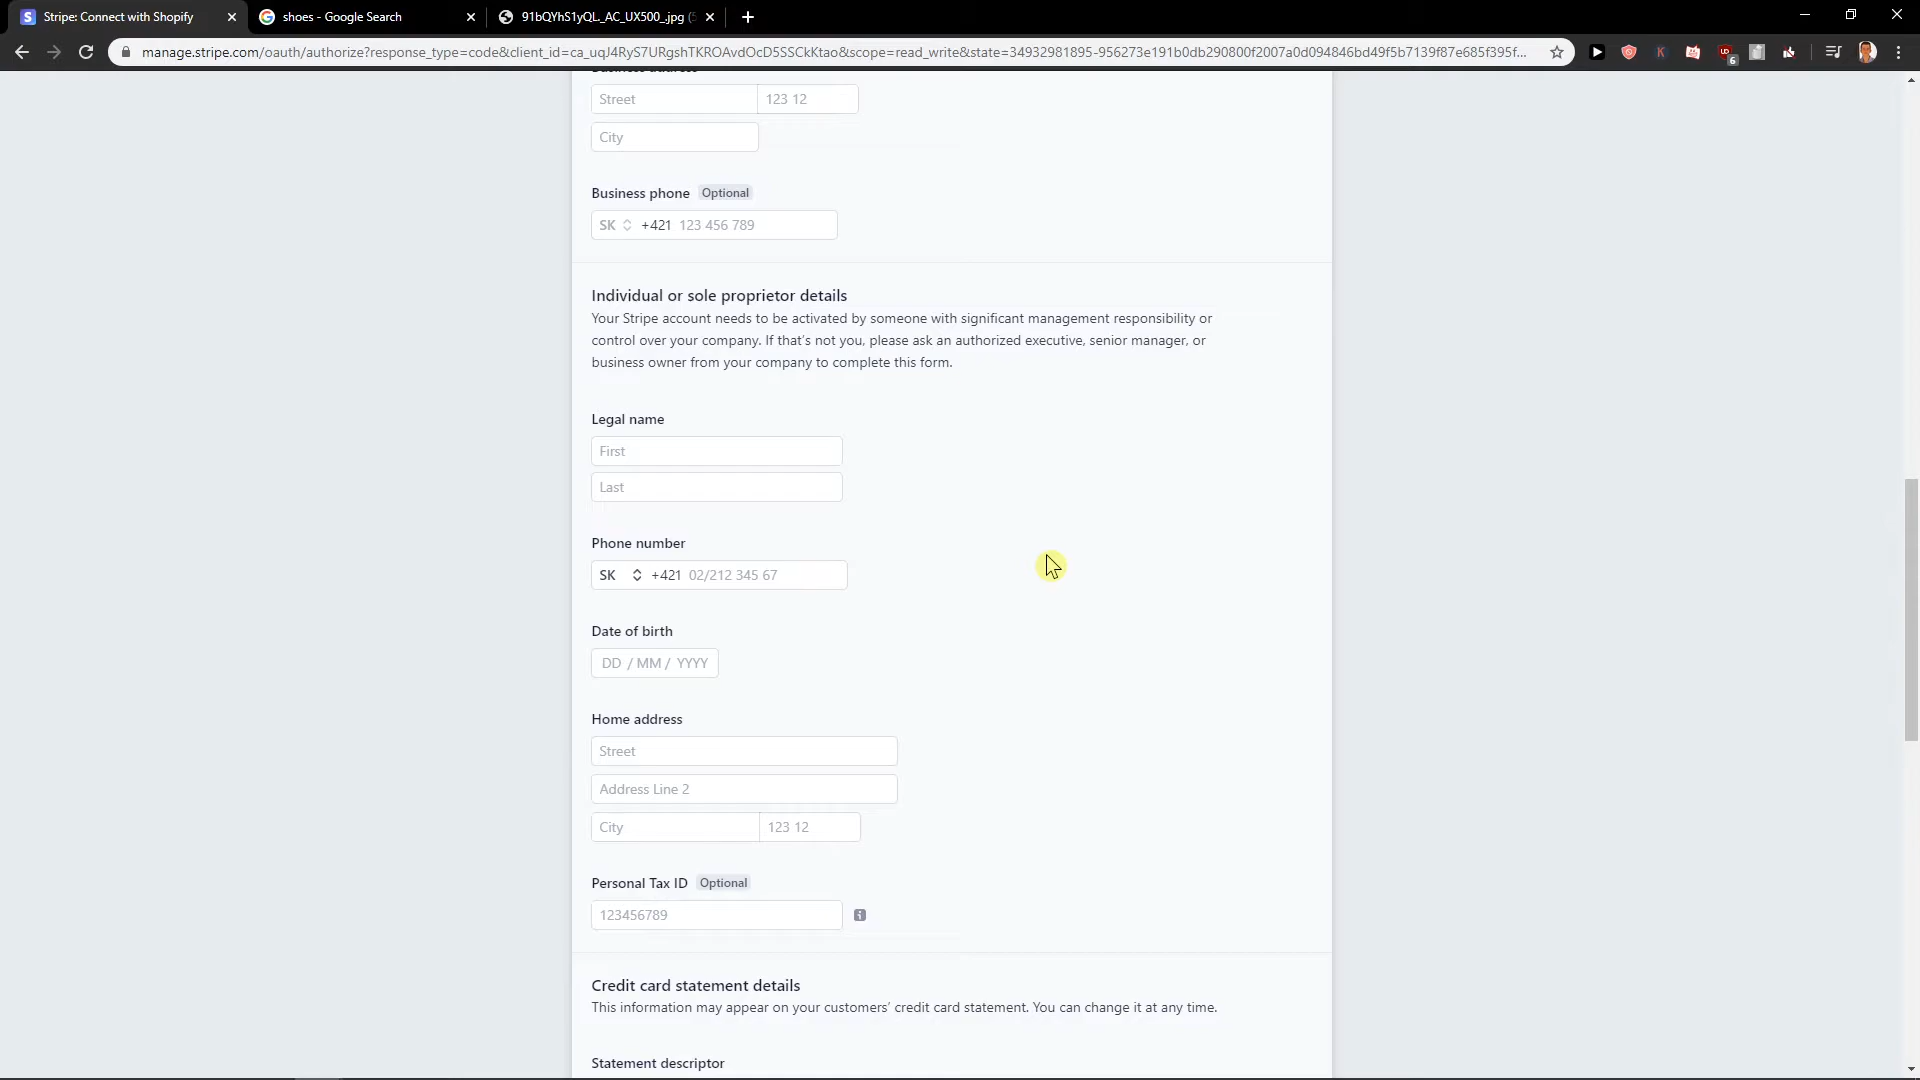 Stripe: Connect with Shopify
shoes - Google Search
91bQYhS1yQL._AC_UX500_.jpg (5
manage.stripe.com/oauth/authorize?response_type=code&client_id=ca_uqJ4RyS7URgshTKROAvdOcD5SSCkKtao&scope=read_write&state=34932981895-956273e191b0db290800f2007a0d094846bd49f5b7139f87e685f395f...
6
Business address
Street
123 12
City
Business phone Optional
SK +421 123 456 789
Individual or sole proprietor details
Your Stripe account needs to be activated by someone with significant management responsibility or
control over your company. If that's not you, please ask an authorized executive, senior manager, or
business owner from your company to complete this form.
Legal name
First
Last
Phone number
SK +421 02/212 345 67
Date of birth
DD / MM / YYYY
Home address
Street
Address Line 2
City
123 12
Personal Tax ID Optional
123456789
Credit card statement details
This information may appear on your customers' credit card statement. You can change it at any time.
Statement descriptor